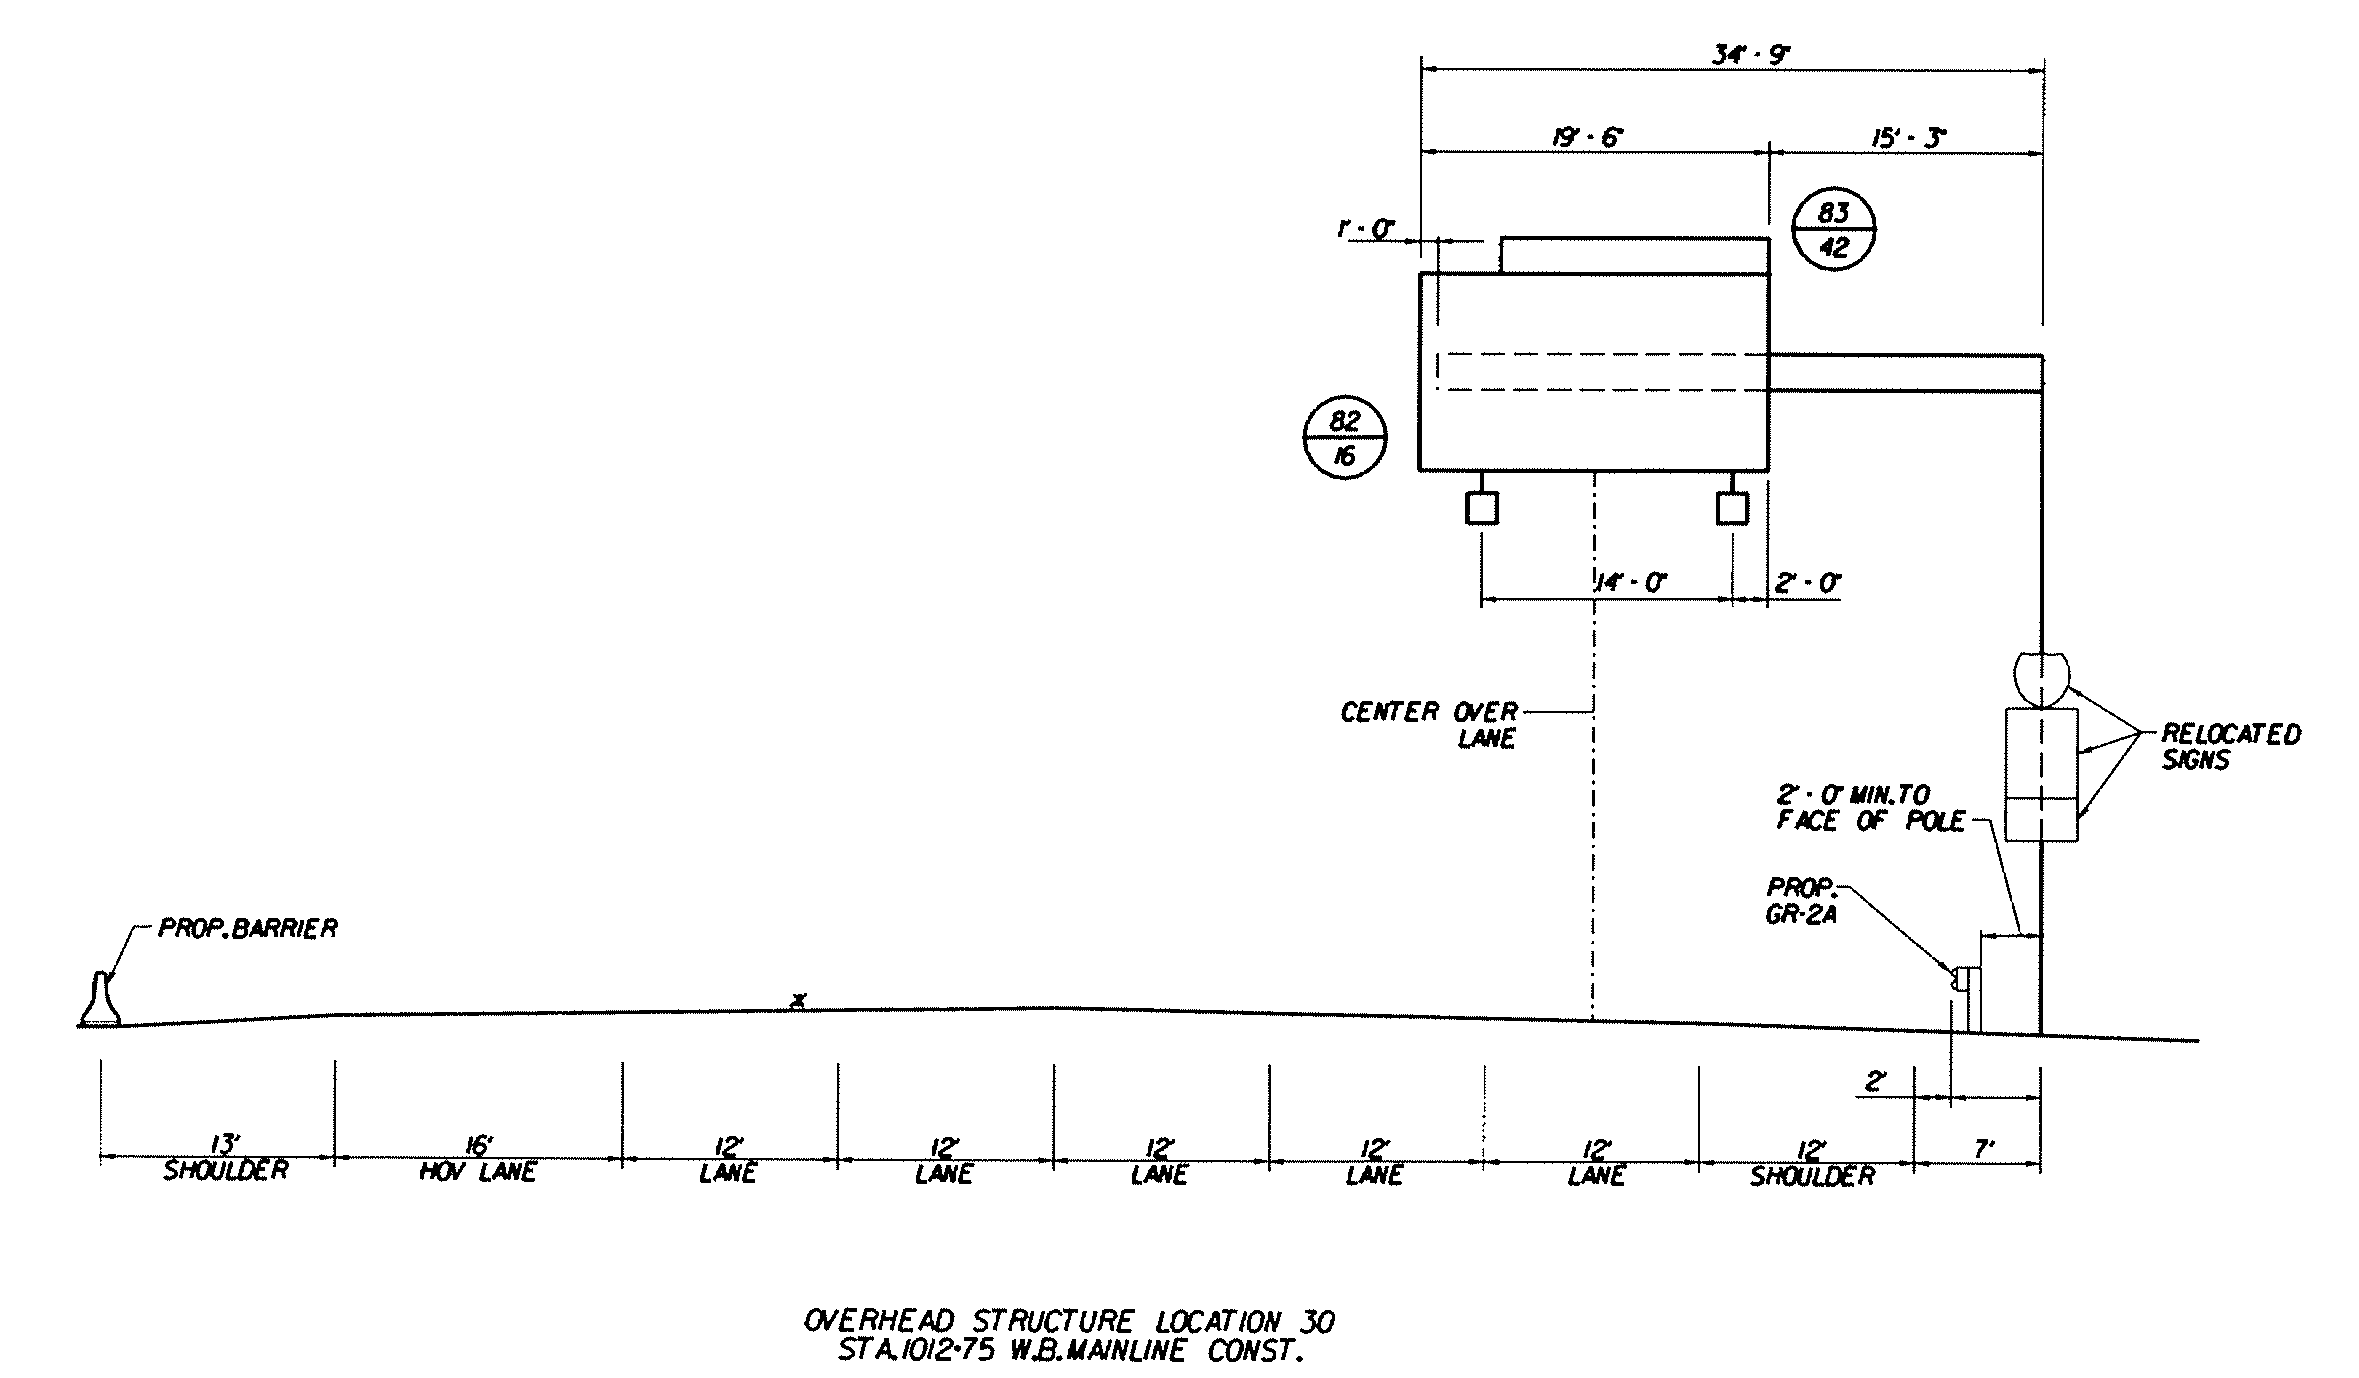 34' - 9"
19' - 6"
15' - 3"
1' - 0"
83
42
82
16
14' - 0"
2' - 0"
CENTER OVER
LANE
RELOCATED
SIGNS
2' - 0" MIN. TO
FACE OF POLE
PROP.
GR-2A
PROP. BARRIER
2'
13'
SHOULDER
16'
HOV LANE
12'
LANE
12'
LANE
12'
LANE
12'
LANE
12'
LANE
12'
SHOULDER
7'
OVERHEAD STRUCTURE LOCATION 30
STA. 1012+75 W.B. MAINLINE CONST.